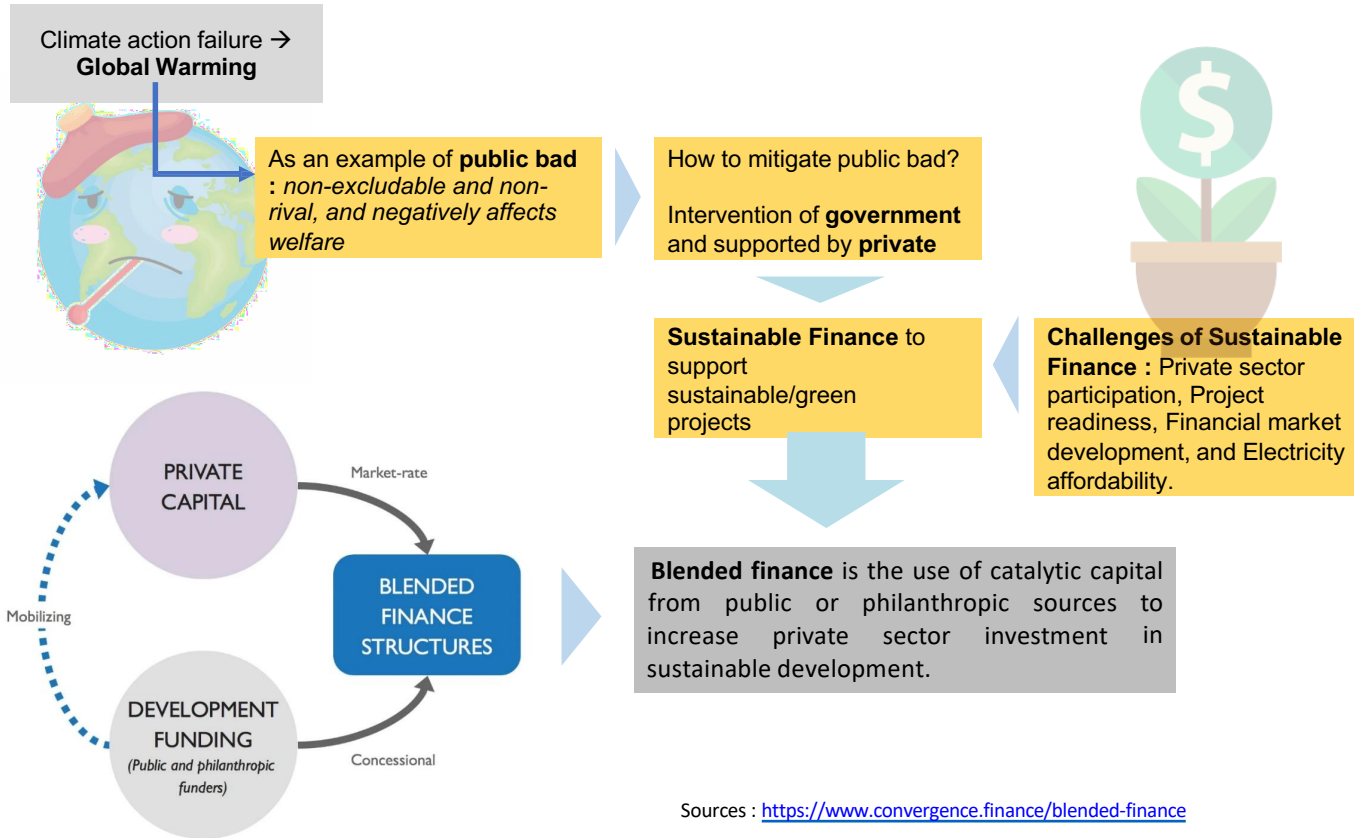 Climate action failure →
Global Warming
As an example of public bad
: non-excludable and non-
rival, and negatively affects
welfare
How to mitigate public bad?
Intervention of government
and supported by private
$
Sustainable Finance to
support
sustainable/green
projects
Challenges of Sustainable
Finance : Private sector
participation, Project
readiness, Financial market
development, and Electricity
affordability.
PRIVATE
CAPITAL
Market-rate
Mobilizing
BLENDED
FINANCE
STRUCTURES
DEVELOPMENT
FUNDING
(Public and philanthropic
funders)
Concessional
Blended finance is the use of catalytic capital
from public or philanthropic sources to
increase private sector investment in
sustainable development.
Sources : https://www.convergence.finance/blended-finance